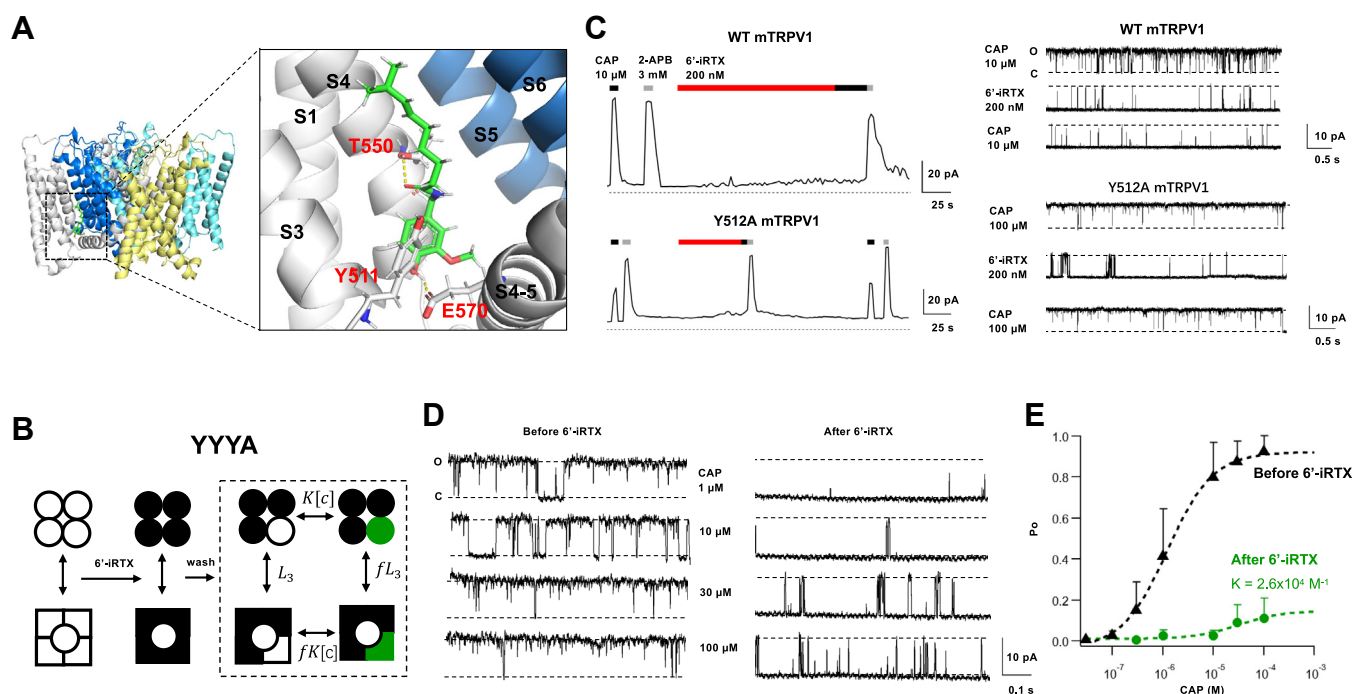 A
S4
S6
S1
S5
T550
S3
Y511
S4-5
E570
B
YYYA
K[c]
6'-iRTX
wash
L₃
fL₃
fK[c]
C
WT mTRPV1
CAP 2-APB 6'-iRTX
10 µM 3 mM 200 nM
20 pA
25 s
Y512A mTRPV1
20 pA
25 s
WT mTRPV1
CAP
10 µM
O
C
6'-iRTX
200 nM
CAP
10 µM
10 pA
0.5 s
Y512A mTRPV1
CAP
100 µM
6'-iRTX
200 nM
CAP
100 µM
10 pA
0.5 s
D
Before 6'-iRTX
After 6'-iRTX
O
C
CAP
1 µM
10 µM
30 µM
100 µM
10 pA
0.1 s
E
1.0
0.8
0.6
0.4
0.2
0.0
Po
Before 6'-iRTX
After 6'-iRTX
K = 2.6x10⁴ M⁻¹
10⁻⁷ 10⁻⁶ 10⁻⁵ 10⁻⁴ 10⁻³
CAP (M)